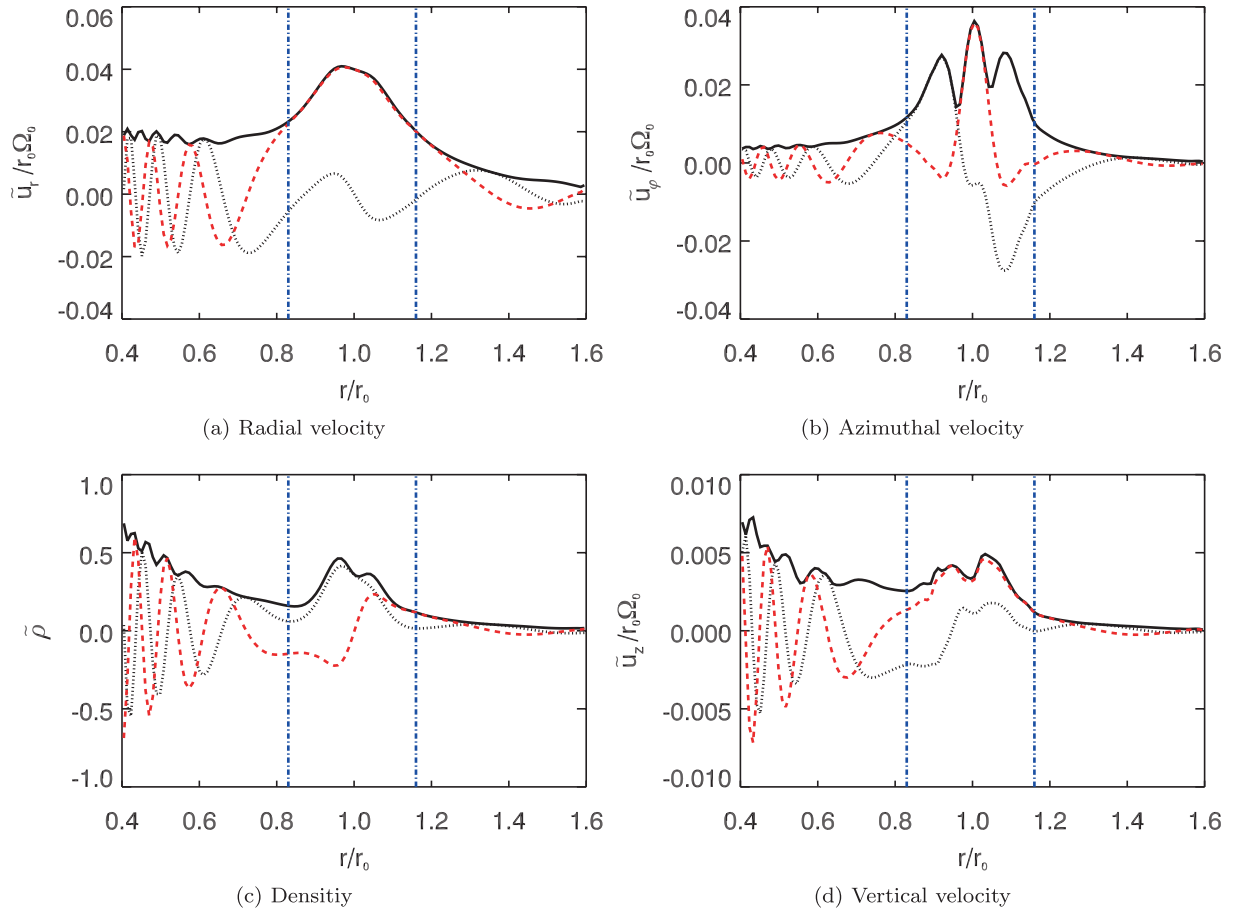 0.06
0.04
0.02
0.00
-0.02
-0.04
ũr /r₀Ω₀
0.4 0.6 0.8 1.0 1.2 1.4 1.6
r/r₀
(a) Radial velocity
0.04
0.02
0.00
-0.02
-0.04
ũφ /r₀Ω₀
0.4 0.6 0.8 1.0 1.2 1.4 1.6
r/r₀
(b) Azimuthal velocity
1.0
0.5
0.0
-0.5
-1.0
ρ̃
0.4 0.6 0.8 1.0 1.2 1.4 1.6
r/r₀
(c) Densitiy
0.010
0.005
0.000
-0.005
-0.010
ũz /r₀Ω₀
0.4 0.6 0.8 1.0 1.2 1.4 1.6
r/r₀
(d) Vertical velocity